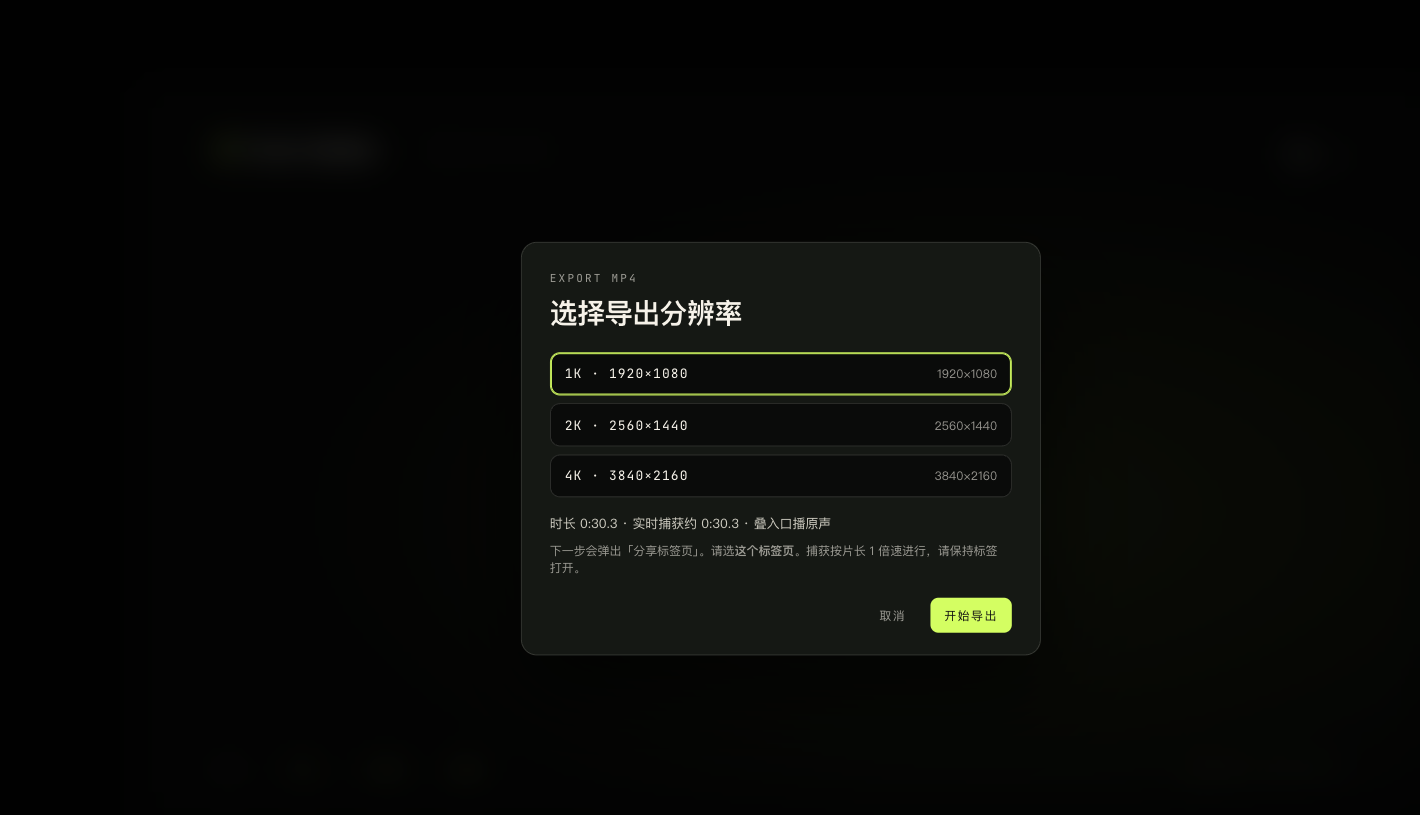 EXPORT MP4
选择导出分辨率
1K · 1920×1080 1920×1080
2K · 2560×1440 2560×1440
4K · 3840×2160 3840×2160
时长 0:30.3 · 实时捕获约 0:30.3 · 叠入口播原声
下一步会弹出「分享标签页」。请选这个标签页。捕获按片长 1 倍速进行，请保持标签
打开。
取消 开始导出